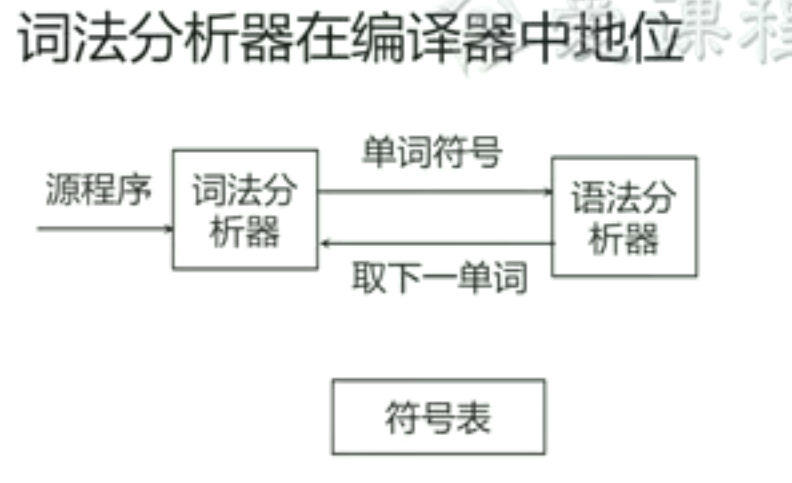 词法分析器在编译器中地位
单词符号
源程序
词法分
析器
语法分
析器
取下一单词
符号表